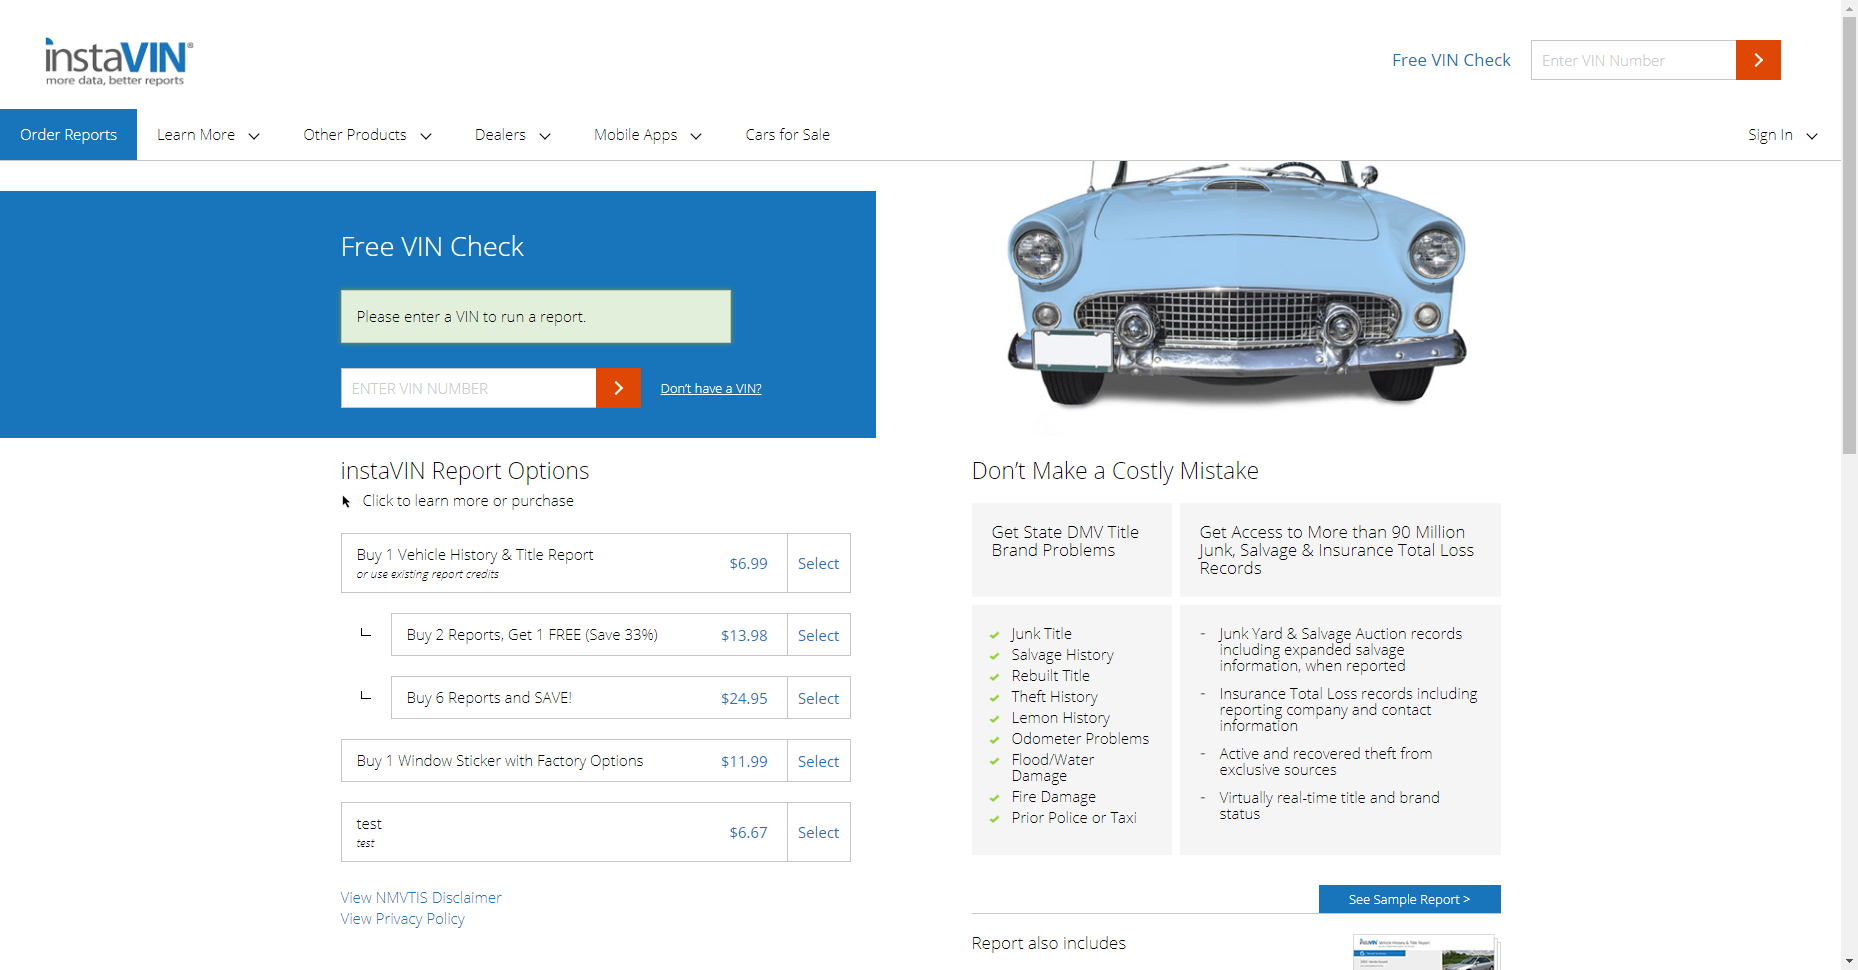 instaVIN®
more data, better reports
Free VIN Check
Enter VIN Number
Order Reports
Learn More
Other Products
Dealers
Mobile Apps
Cars for Sale
Sign In
Free VIN Check
Please enter a VIN to run a report.
ENTER VIN NUMBER
Don't have a VIN?
instaVIN Report Options
Click to learn more or purchase
Buy 1 Vehicle History & Title Report
or use existing report credits
$6.99
Select
Buy 2 Reports, Get 1 FREE (Save 33%)
$13.98
Select
Buy 6 Reports and SAVE!
$24.95
Select
Buy 1 Window Sticker with Factory Options
$11.99
Select
test
test
$6.67
Select
View NMVTIS Disclaimer
View Privacy Policy
Don't Make a Costly Mistake
Get State DMV Title
Brand Problems
Get Access to More than 90 Million
Junk, Salvage & Insurance Total Loss
Records
Junk Title
Salvage History
Rebuilt Title
Theft History
Lemon History
Odometer Problems
Flood/Water
Damage
Fire Damage
Prior Police or Taxi
- Junk Yard & Salvage Auction records
including expanded salvage
information, when reported
- Insurance Total Loss records including
reporting company and contact
information
- Active and recovered theft from
exclusive sources
- Virtually real-time title and brand
status
See Sample Report >
Report also includes
instaVIN Vehicle History & Title Report